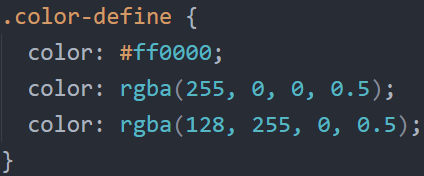 .color-define {
  color: #ff0000;
  color: rgba(255, 0, 0, 0.5);
  color: rgba(128, 255, 0, 0.5);
}